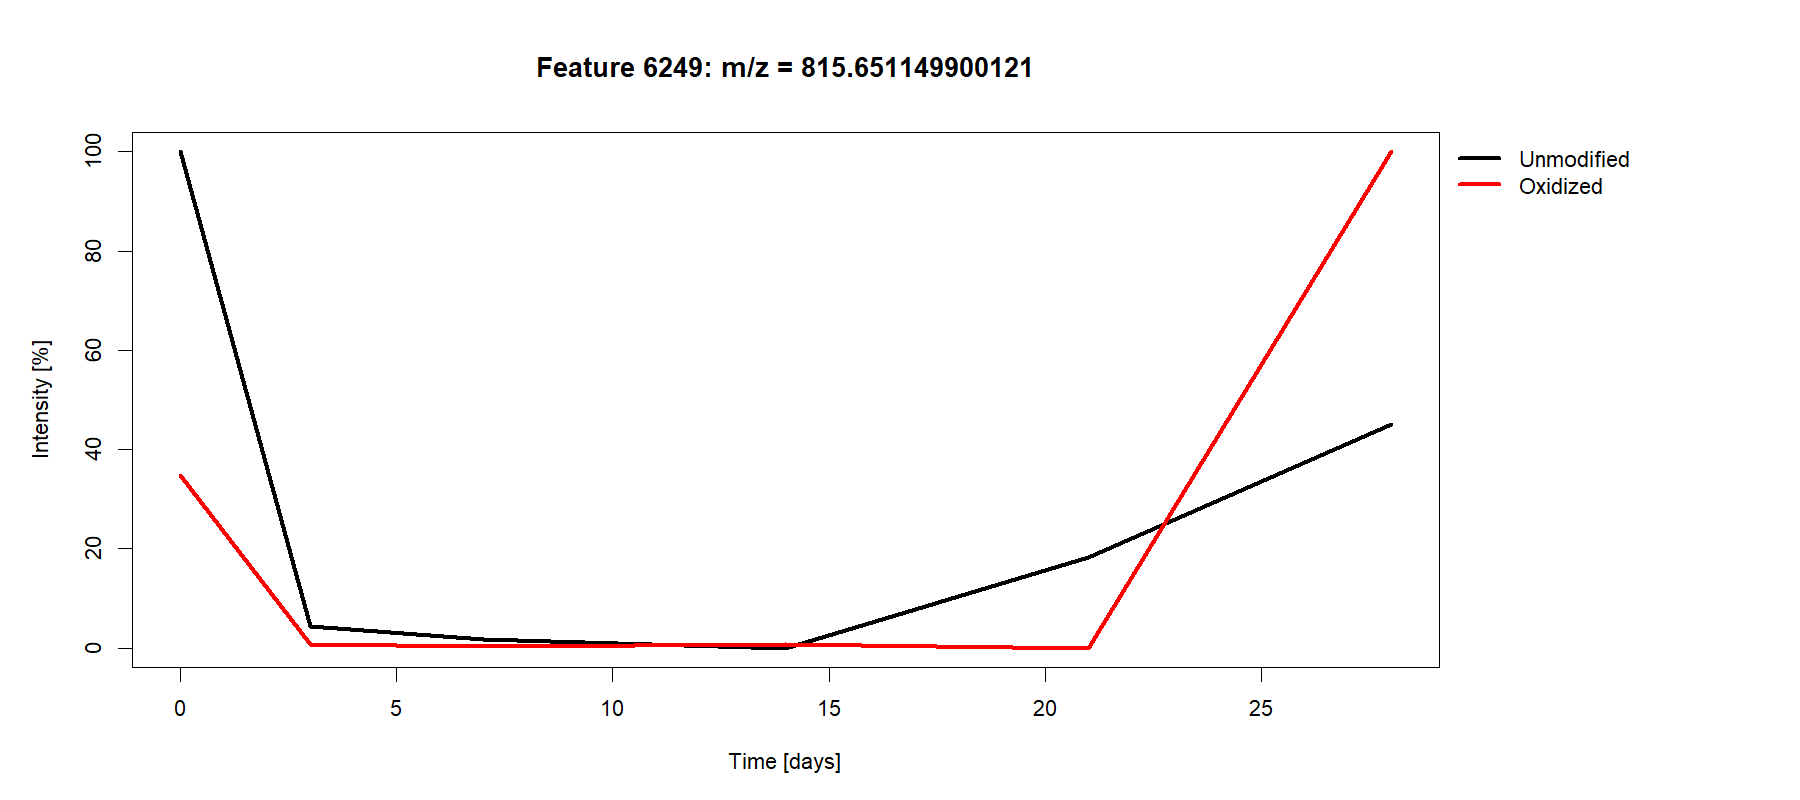 Feature 6249: m/z = 815.651149900121
Unmodified
Oxidized
Intensity [%]
100
80
60
40
20
0
0 5 10 15 20 25
Time [days]